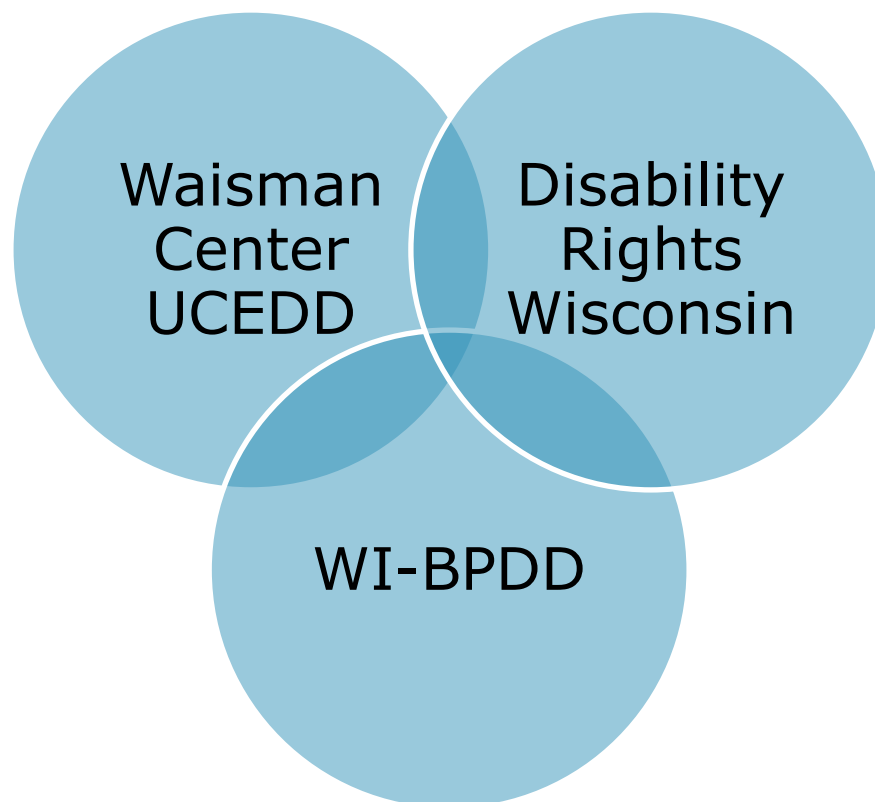 Waisman
Center
UCEDD
Disability
Rights
Wisconsin
WI-BPDD